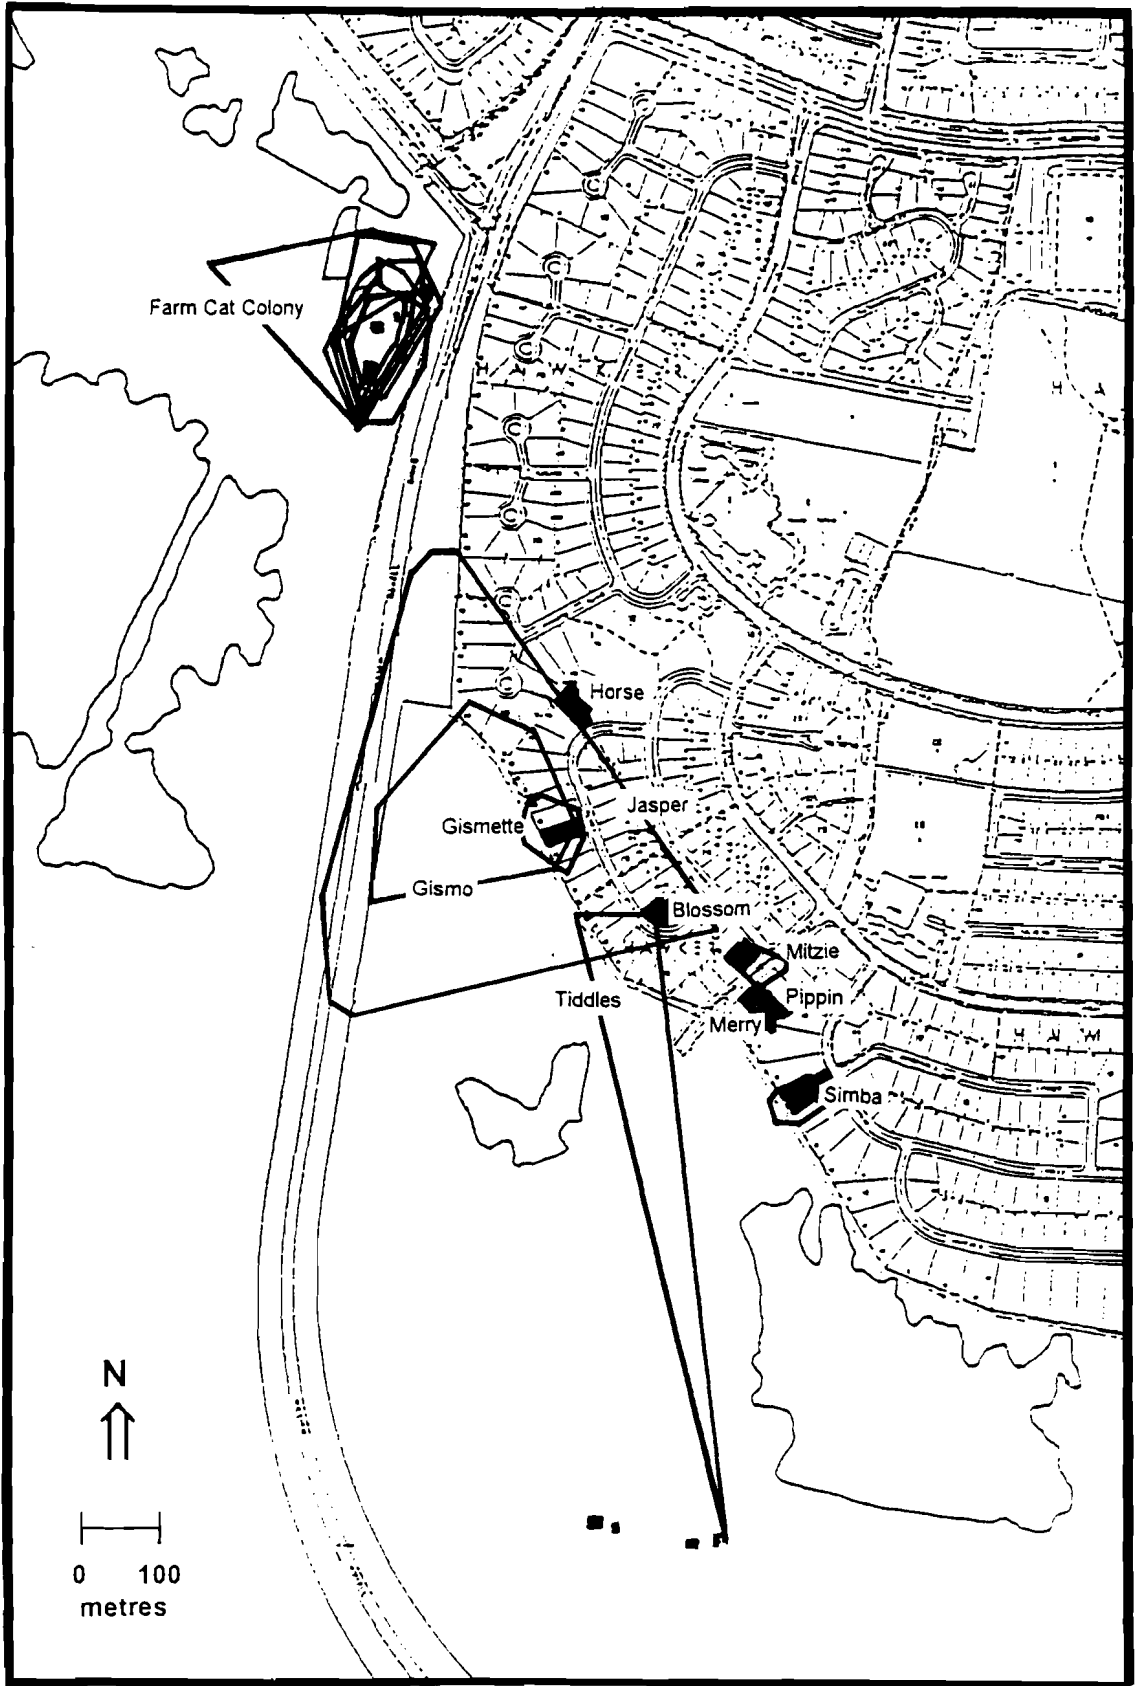 Farm Cat Colony
H A W K
H A
Horse
Jasper
Gismette
Gismo
Blossom
Mitzie
Tiddles
Pippin
Merry
Simba
N
0 100
metres